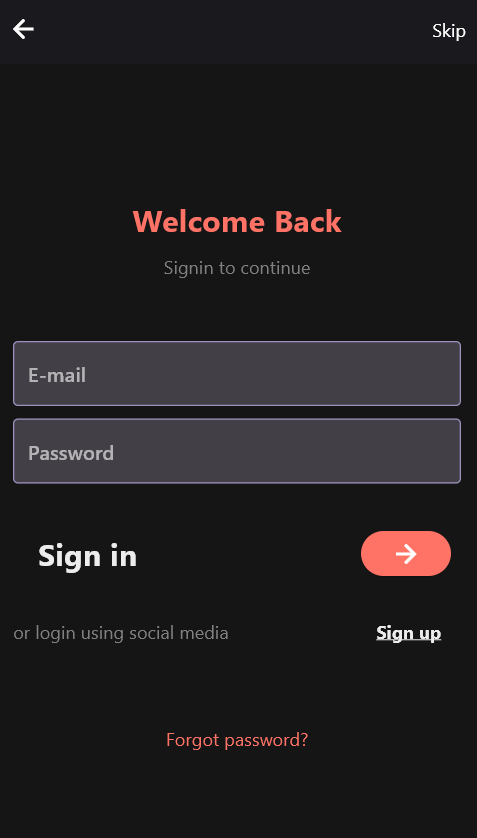 Skip
Welcome Back
Signin to continue
E-mail
Password
Sign in
or login using social media
Sign up
Forgot password?